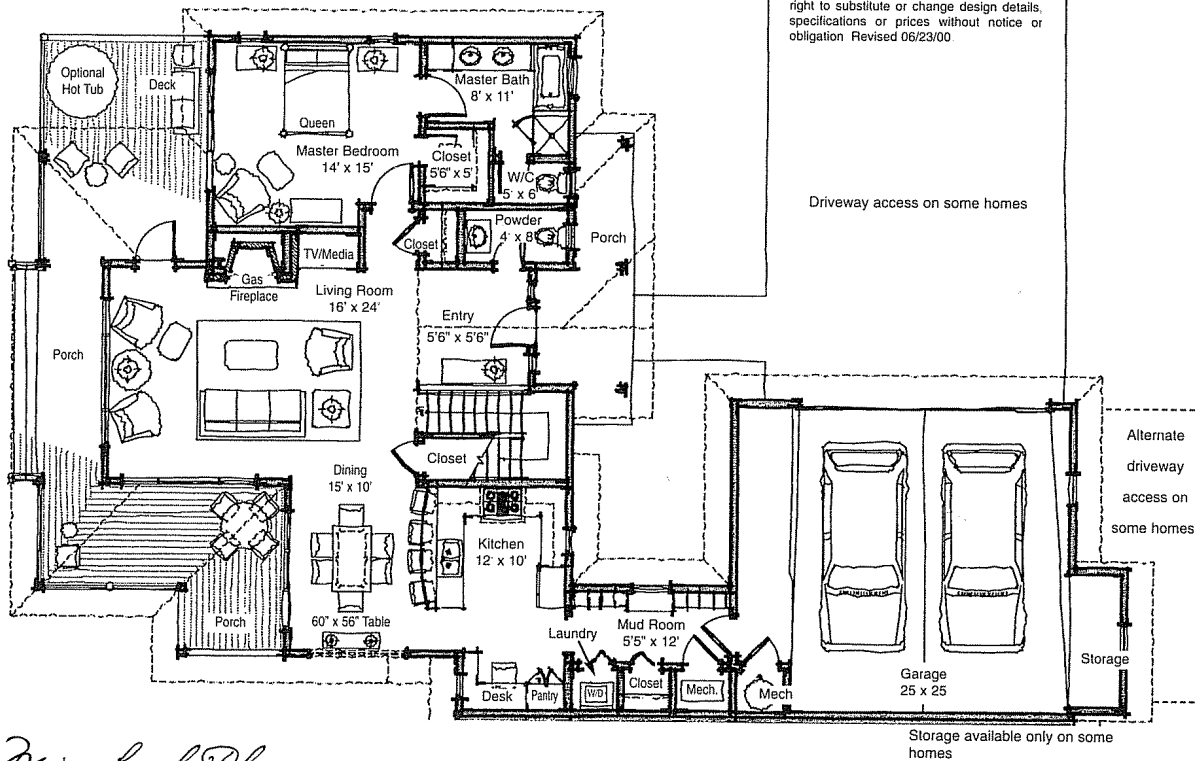 right to substitute or change design details,
specifications or prices without notice or
obligation Revised 06/23/00
Optional
Hot Tub
Deck
Queen
Master Bedroom
14' x 15'
Master Bath
8' x 11'
Closet
5'6" x 5'
W/C
5' x 6'
Powder
4' x 8'
Closet
Porch
Driveway access on some homes
TV/Media
Gas
Fireplace
Living Room
16' x 24'
Entry
5'6" x 5'6"
Porch
Closet
Dining
15' x 10'
Kitchen
12' x 10'
Alternate
driveway
access on
some homes
Porch
60" x 56" Table
Laundry
Mud Room
5'5" x 12'
Desk
Pantry
W/D
Closet
Mech.
Mech
Garage
25 x 25
Storage
Storage available only on some
homes